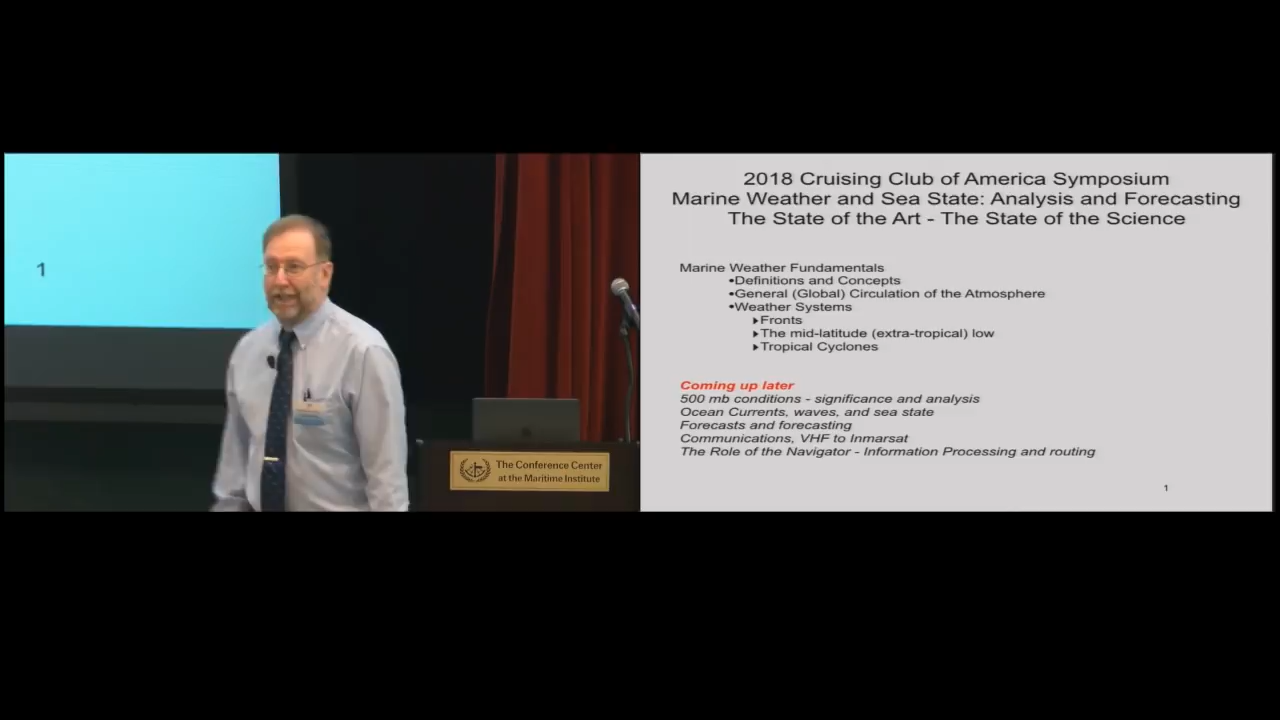 1
The Conference Center
at the Maritime Institute
2018 Cruising Club of America Symposium
Marine Weather and Sea State: Analysis and Forecasting
The State of the Art - The State of the Science
Marine Weather Fundamentals
•Definitions and Concepts
•General (Global) Circulation of the Atmosphere
•Weather Systems
▸Fronts
▸The mid-latitude (extra-tropical) low
▸Tropical Cyclones
Coming up later
500 mb conditions - significance and analysis
Ocean Currents, waves, and sea state
Forecasts and forecasting
Communications, VHF to Inmarsat
The Role of the Navigator - Information Processing and routing
1